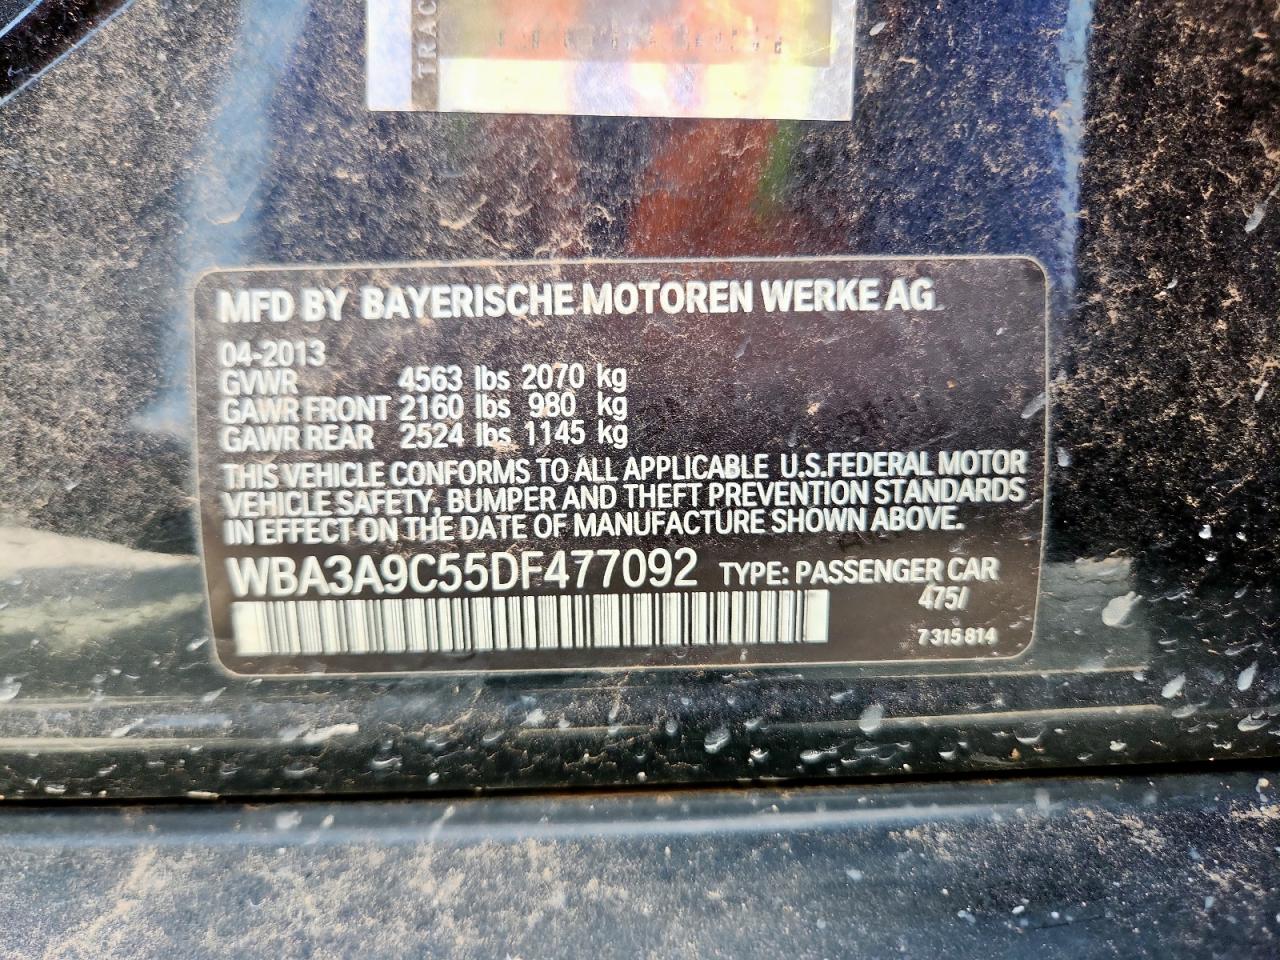 TRAC
MFD BY BAYERISCHE MOTOREN WERKE AG
04-2013
GVWR 4563 lbs 2070 kg
GAWR FRONT 2160 lbs 980 kg
GAWR REAR 2524 lbs 1145 kg
THIS VEHICLE CONFORMS TO ALL APPLICABLE U.S.FEDERAL MOTOR
VEHICLE SAFETY, BUMPER AND THEFT PREVENTION STANDARDS
IN EFFECT ON THE DATE OF MANUFACTURE SHOWN ABOVE.
WBA3A9C55DF477092 TYPE: PASSENGER CAR
475/
7 315 814